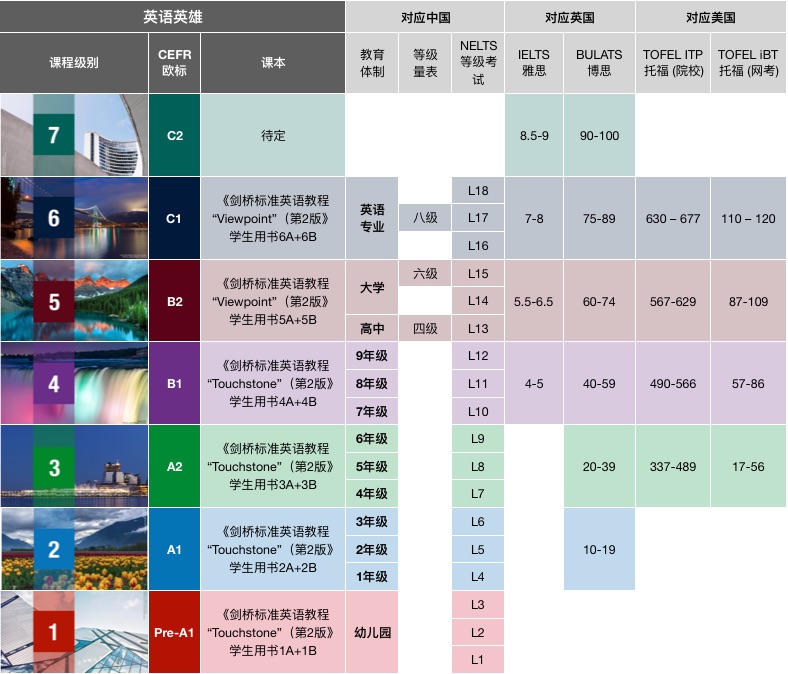 英语英雄 对应中国 对应英国 对应美国
课程级别 CEFR 欧标 课本 教育体制 等级量表 NELTS 等级考试 IELTS 雅思 BULATS 博思 TOFEL ITP 托福 (院校) TOFEL iBT 托福 (网考)
7 C2 待定 8.5-9 90-100
6 C1
《剑桥标准英语教程
“Viewpoint”（第2版》
学生用书6A+6B
英语
专业
八级
L18
L17
L16
7-8 75-89 630 – 677 110 – 120
5 B2
《剑桥标准英语教程
“Viewpoint”（第2版》
学生用书5A+5B
大学
高中
六级
四级
L15
L14
L13
5.5-6.5 60-74 567-629 87-109
4 B1
《剑桥标准英语教程
“Touchstone”（第2版》
学生用书4A+4B
9年级
8年级
7年级
L12
L11
L10
4-5 40-59 490-566 57-86
3 A2
《剑桥标准英语教程
“Touchstone”（第2版》
学生用书3A+3B
6年级
5年级
4年级
L9
L8
L7
20-39 337-489 17-56
2 A1
《剑桥标准英语教程
“Touchstone”（第2版》
学生用书2A+2B
3年级
2年级
1年级
L6
L5
L4
10-19
1 Pre-A1
《剑桥标准英语教程
“Touchstone”（第2版》
学生用书1A+1B
幼儿园
L3
L2
L1